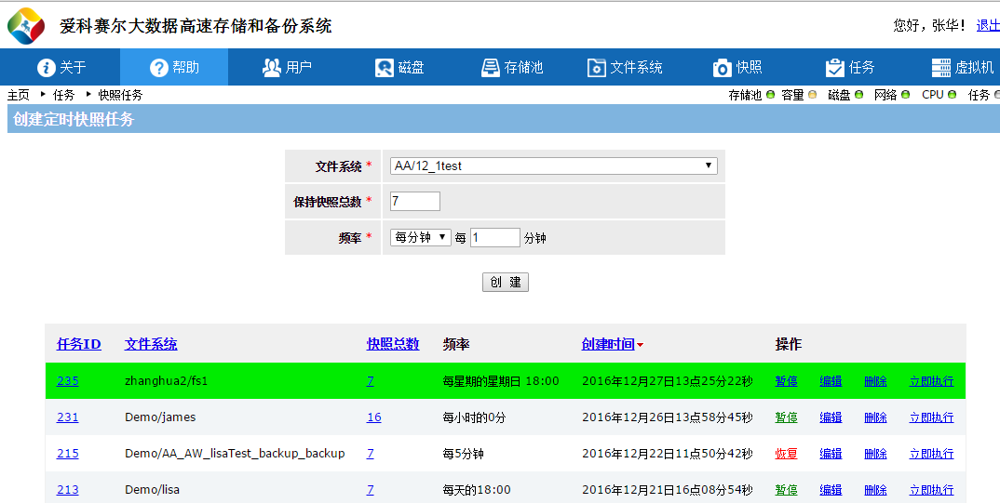 爱科赛尔大数据高速存储和备份系统
您好，张华！ 退出
关于 帮助 用户 磁盘 存储池 文件系统 快照 任务 虚拟机
主页 任务 快照任务 存储池 容量 磁盘 网络 CPU 任务
创建定时快照任务
文件系统 * AA/12_1test
保持快照总数 * 7
频率 * 每分钟 每 1 分钟
创 建
任务ID 文件系统 快照总数 频率 创建时间 操作
235 zhanghua2/fs1 7 每星期的星期日 18:00 2016年12月27日13点25分22秒 暂停 编辑 删除 立即执行
231 Demo/james 16 每小时的0分 2016年12月26日13点58分45秒 暂停 编辑 删除 立即执行
215 Demo/AA_AW_lisaTest_backup_backup 7 每5分钟 2016年12月22日11点50分42秒 恢复 编辑 删除 立即执行
213 Demo/lisa 7 每天的18:00 2016年12月21日16点08分54秒 暂停 编辑 删除 立即执行